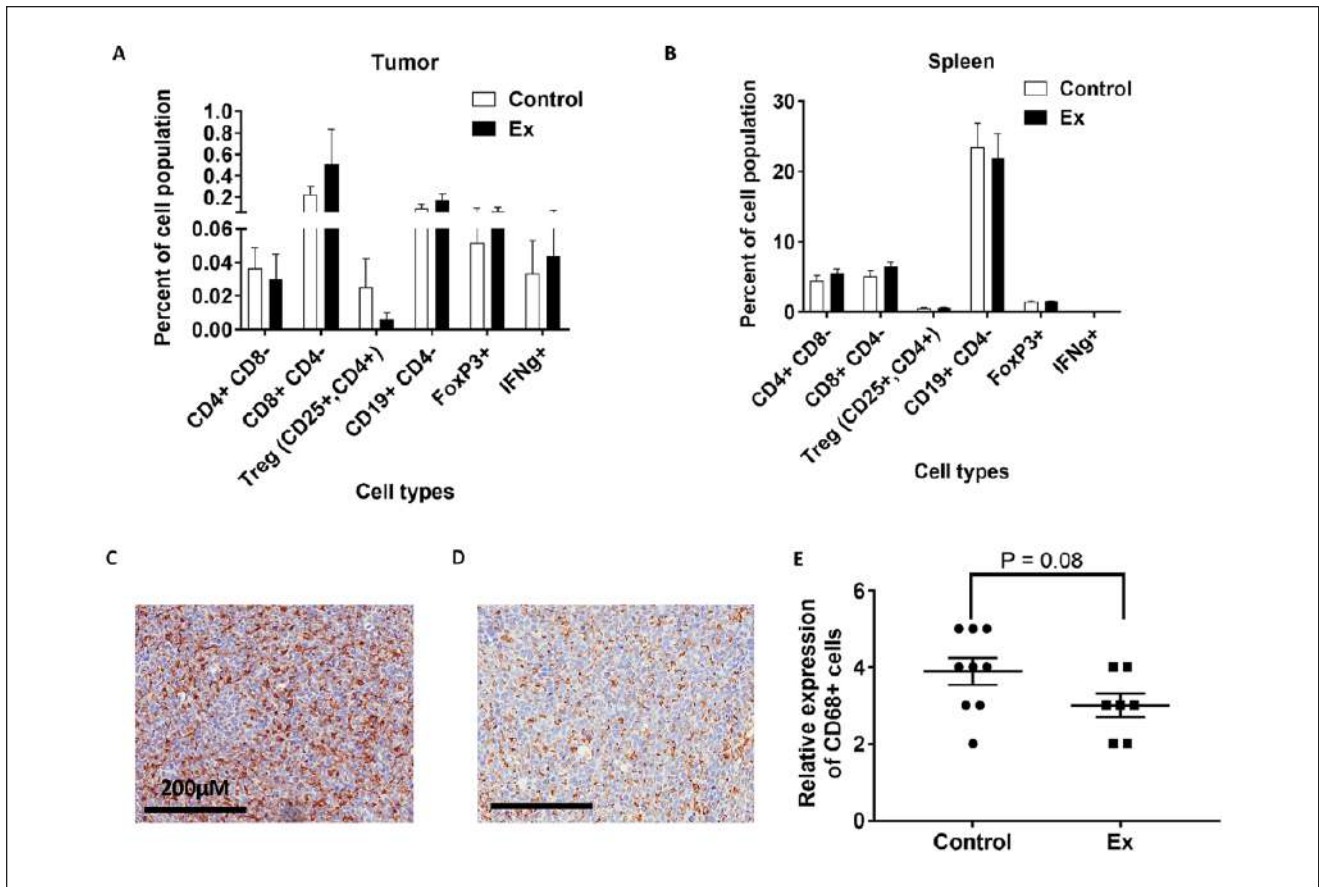 A
Tumor
Control
Ex
Percent of cell population
1.0
0.8
0.6
0.4
0.2
0.06
0.04
0.02
0.00
CD4+ CD8-
CD8+ CD4-
Treg (CD25+, CD4+)
CD19+ CD4-
FoxP3+
IFNg+
Cell types
B
Spleen
Control
Ex
Percent of cell population
30
20
10
0
CD4+ CD8-
CD8+ CD4-
Treg (CD25+, CD4+)
CD19+ CD4-
FoxP3+
IFNg+
Cell types
C
200μM
D
E
P = 0.08
Relative expression
of CD68+ cells
6
4
2
0
Control
Ex